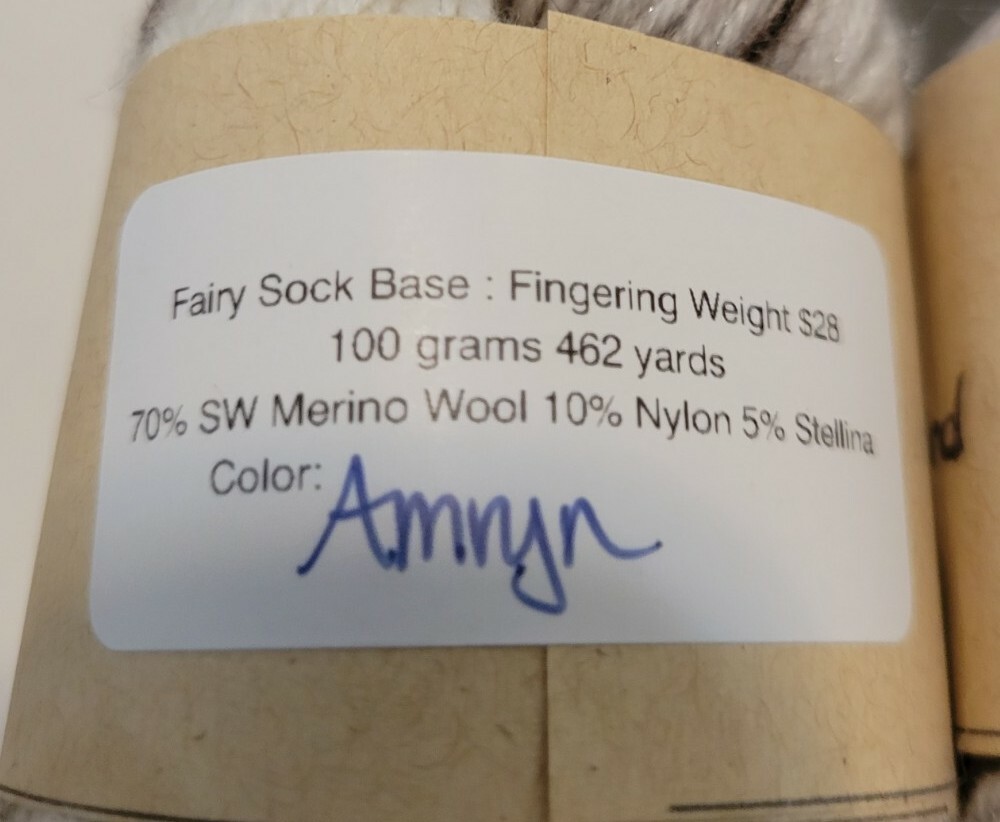 Fairy Sock Base : Fingering Weight $28
100 grams 462 yards
70% SW Merino Wool 10% Nylon 5% Stellina
Color: Amryn